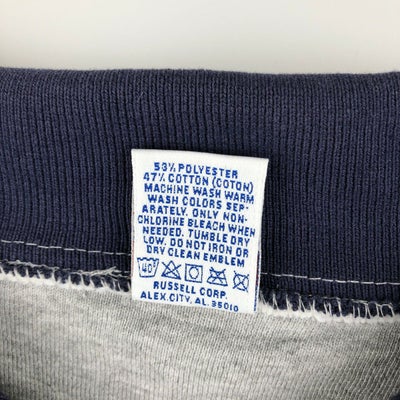 53% POLYESTER
47% COTTON (COTON)
MACHINE WASH WARM
WASH COLORS SEP-
ARATELY. ONLY NON-
CHLORINE BLEACH WHEN
NEEDED. TUMBLE DRY
LOW. DO NOT IRON OR
DRY CLEAN EMBLEM
40
RUSSELL CORP.
ALEX.CITY, AL. 35010